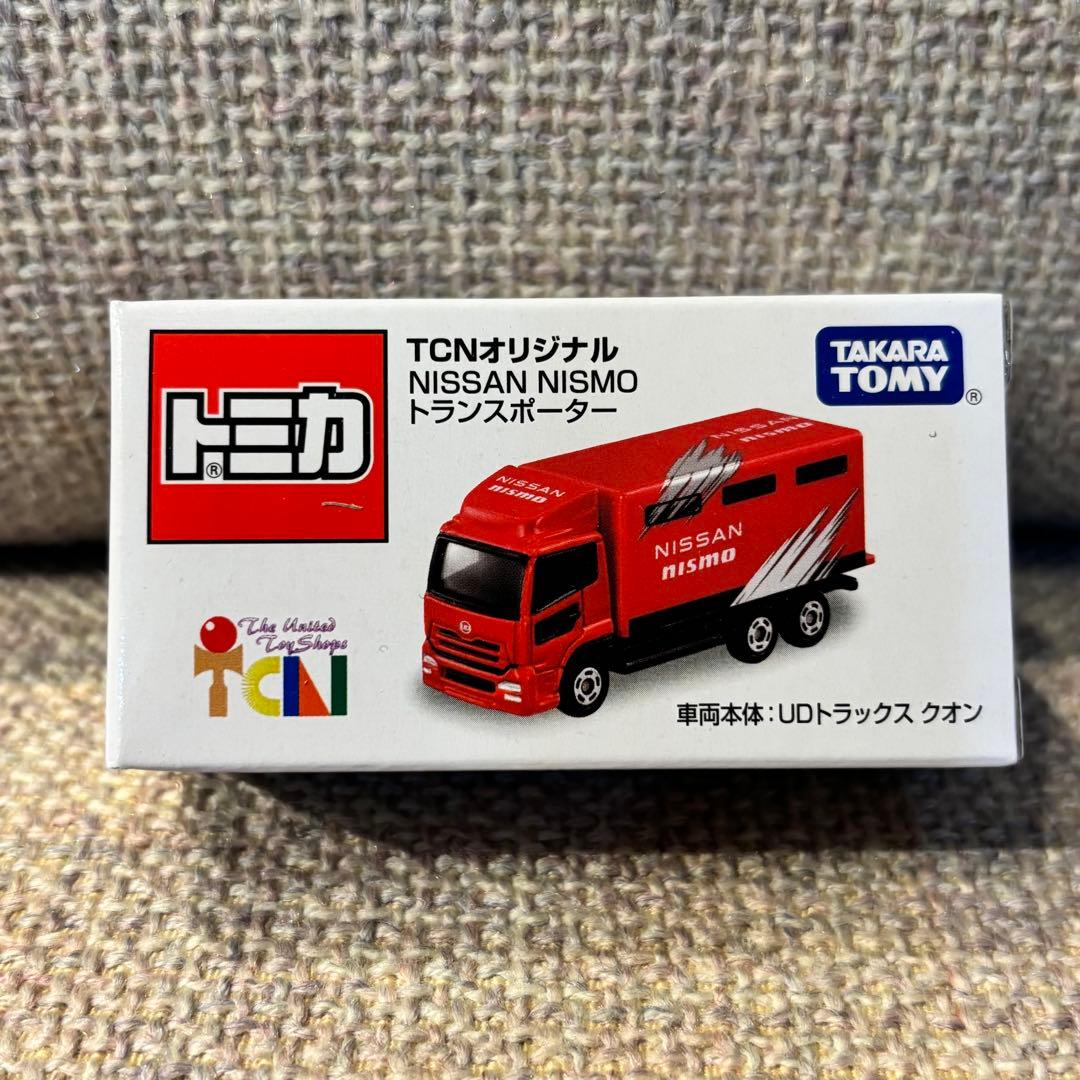 トミカ
®
TCNオリジナル
NISSAN NISMO
トランスポーター
TAKARA
TOMY
®
NISSAN
nismo
NISSAN
nismo
NISSAN
nismo
The United
ToyShops
TCN
車両本体:UDトラックス クオン